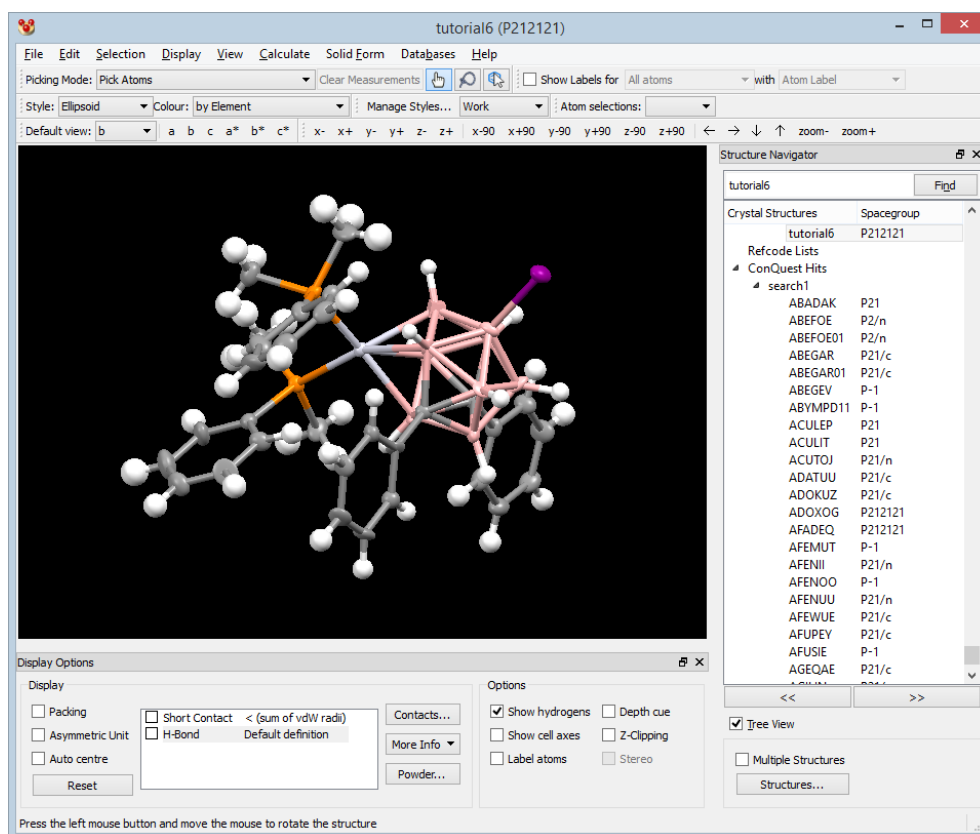 tutorial6 (P212121)
File Edit Selection Display View Calculate Solid Form Databases Help
Picking Mode: Pick Atoms Clear Measurements Show Labels for All atoms with Atom Label
Style: Ellipsoid Colour: by Element Manage Styles... Work Atom selections:
Default view: b a b c a* b* c* x- x+ y- y+ z- z+ x-90 x+90 y-90 y+90 z-90 z+90 ← → ↓ ↑ zoom- zoom+
Structure Navigator
tutorial6 Find
Crystal Structures Spacegroup
tutorial6 P212121
Refcode Lists
ConQuest Hits
search1
ABADAK P21
ABEFOE P2/n
ABEFOE01 P2/n
ABEGAR P21/c
ABEGAR01 P21/c
ABEGEV P-1
ABYMPD11 P-1
ACULEP P21
ACULIT P21
ACUTOJ P21/n
ADATUU P21/c
ADOKUZ P21/c
ADOXOG P212121
AFADEQ P212121
AFEMUT P-1
AFENII P21/n
AFENOO P-1
AFENUU P21/n
AFEWUE P21/c
AFUPEY P21/c
AFUSIE P-1
AGEQAE P21/c
<< >>
Tree View
Multiple Structures
Structures...
Display Options
Display
Packing
Asymmetric Unit
Auto centre
Reset
Short Contact < (sum of vdW radii)
H-Bond Default definition
Contacts...
More Info
Powder...
Options
Show hydrogens Depth cue
Show cell axes Z-Clipping
Label atoms Stereo
Press the left mouse button and move the mouse to rotate the structure